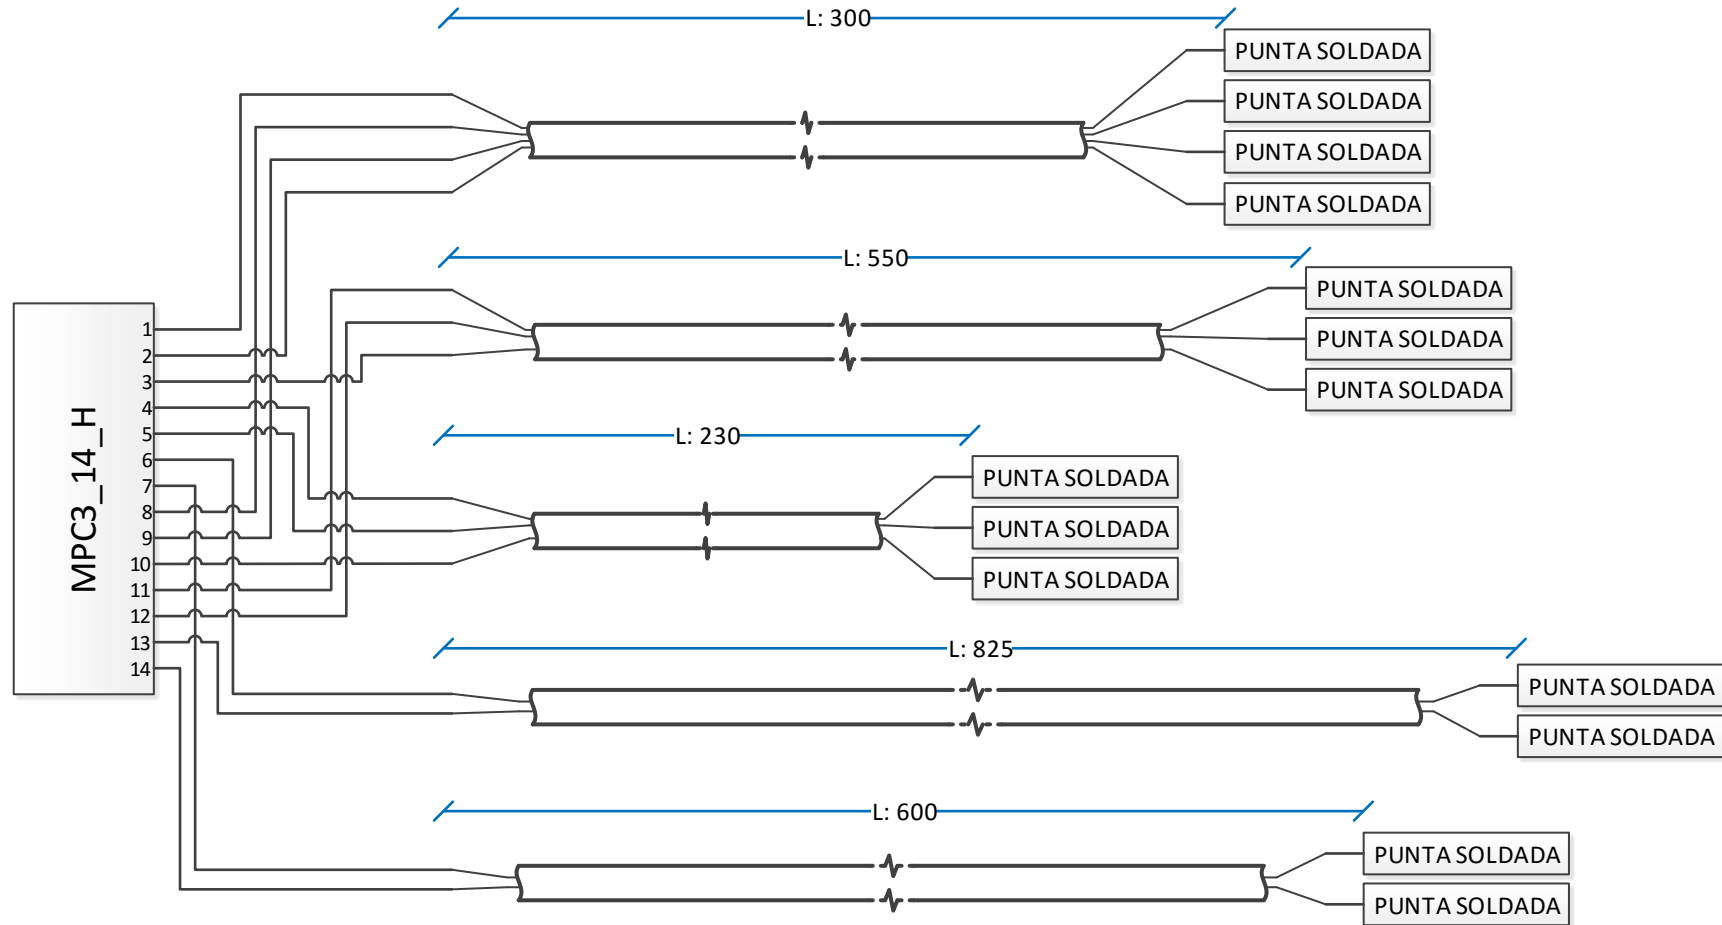 L: 300
PUNTA SOLDADA
PUNTA SOLDADA
PUNTA SOLDADA
PUNTA SOLDADA
L: 550
PUNTA SOLDADA
PUNTA SOLDADA
PUNTA SOLDADA
MPC3_14_H
1
2
3
4
5
6
7
8
9
10
11
12
13
14
L: 230
PUNTA SOLDADA
PUNTA SOLDADA
PUNTA SOLDADA
L: 825
PUNTA SOLDADA
PUNTA SOLDADA
L: 600
PUNTA SOLDADA
PUNTA SOLDADA